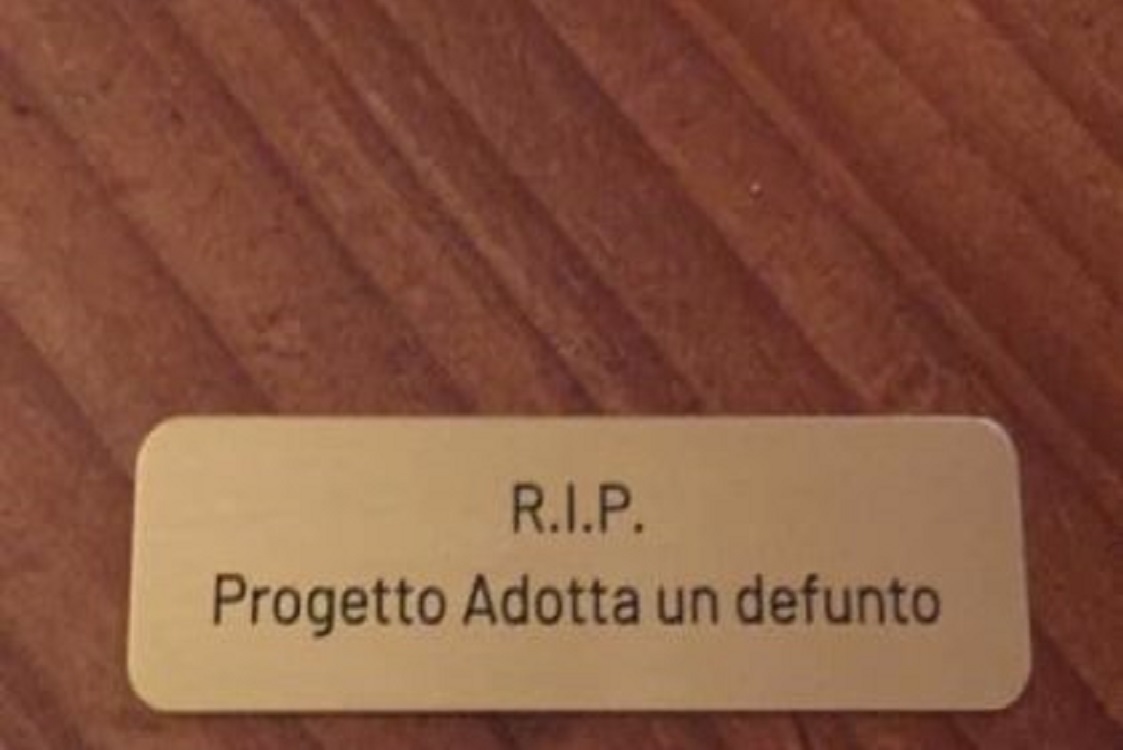 R.I.P.
Progetto Adotta un defunto